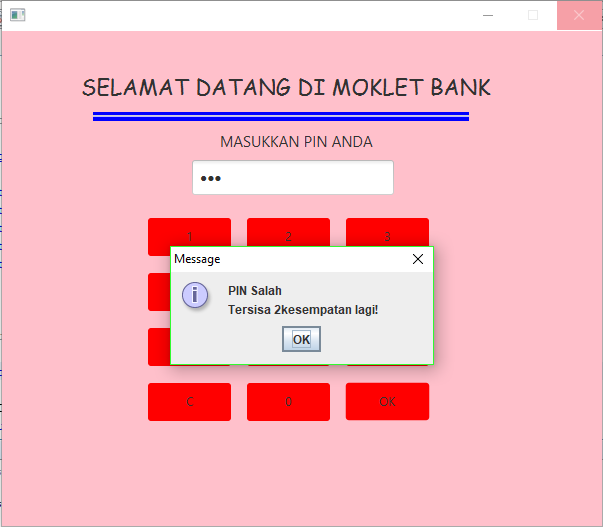 SELAMAT DATANG DI MOKLET BANK
MASUKKAN PIN ANDA
•••
1 2 3
Message
PIN Salah
Tersisa 2kesempatan lagi!
OK
C 0 OK